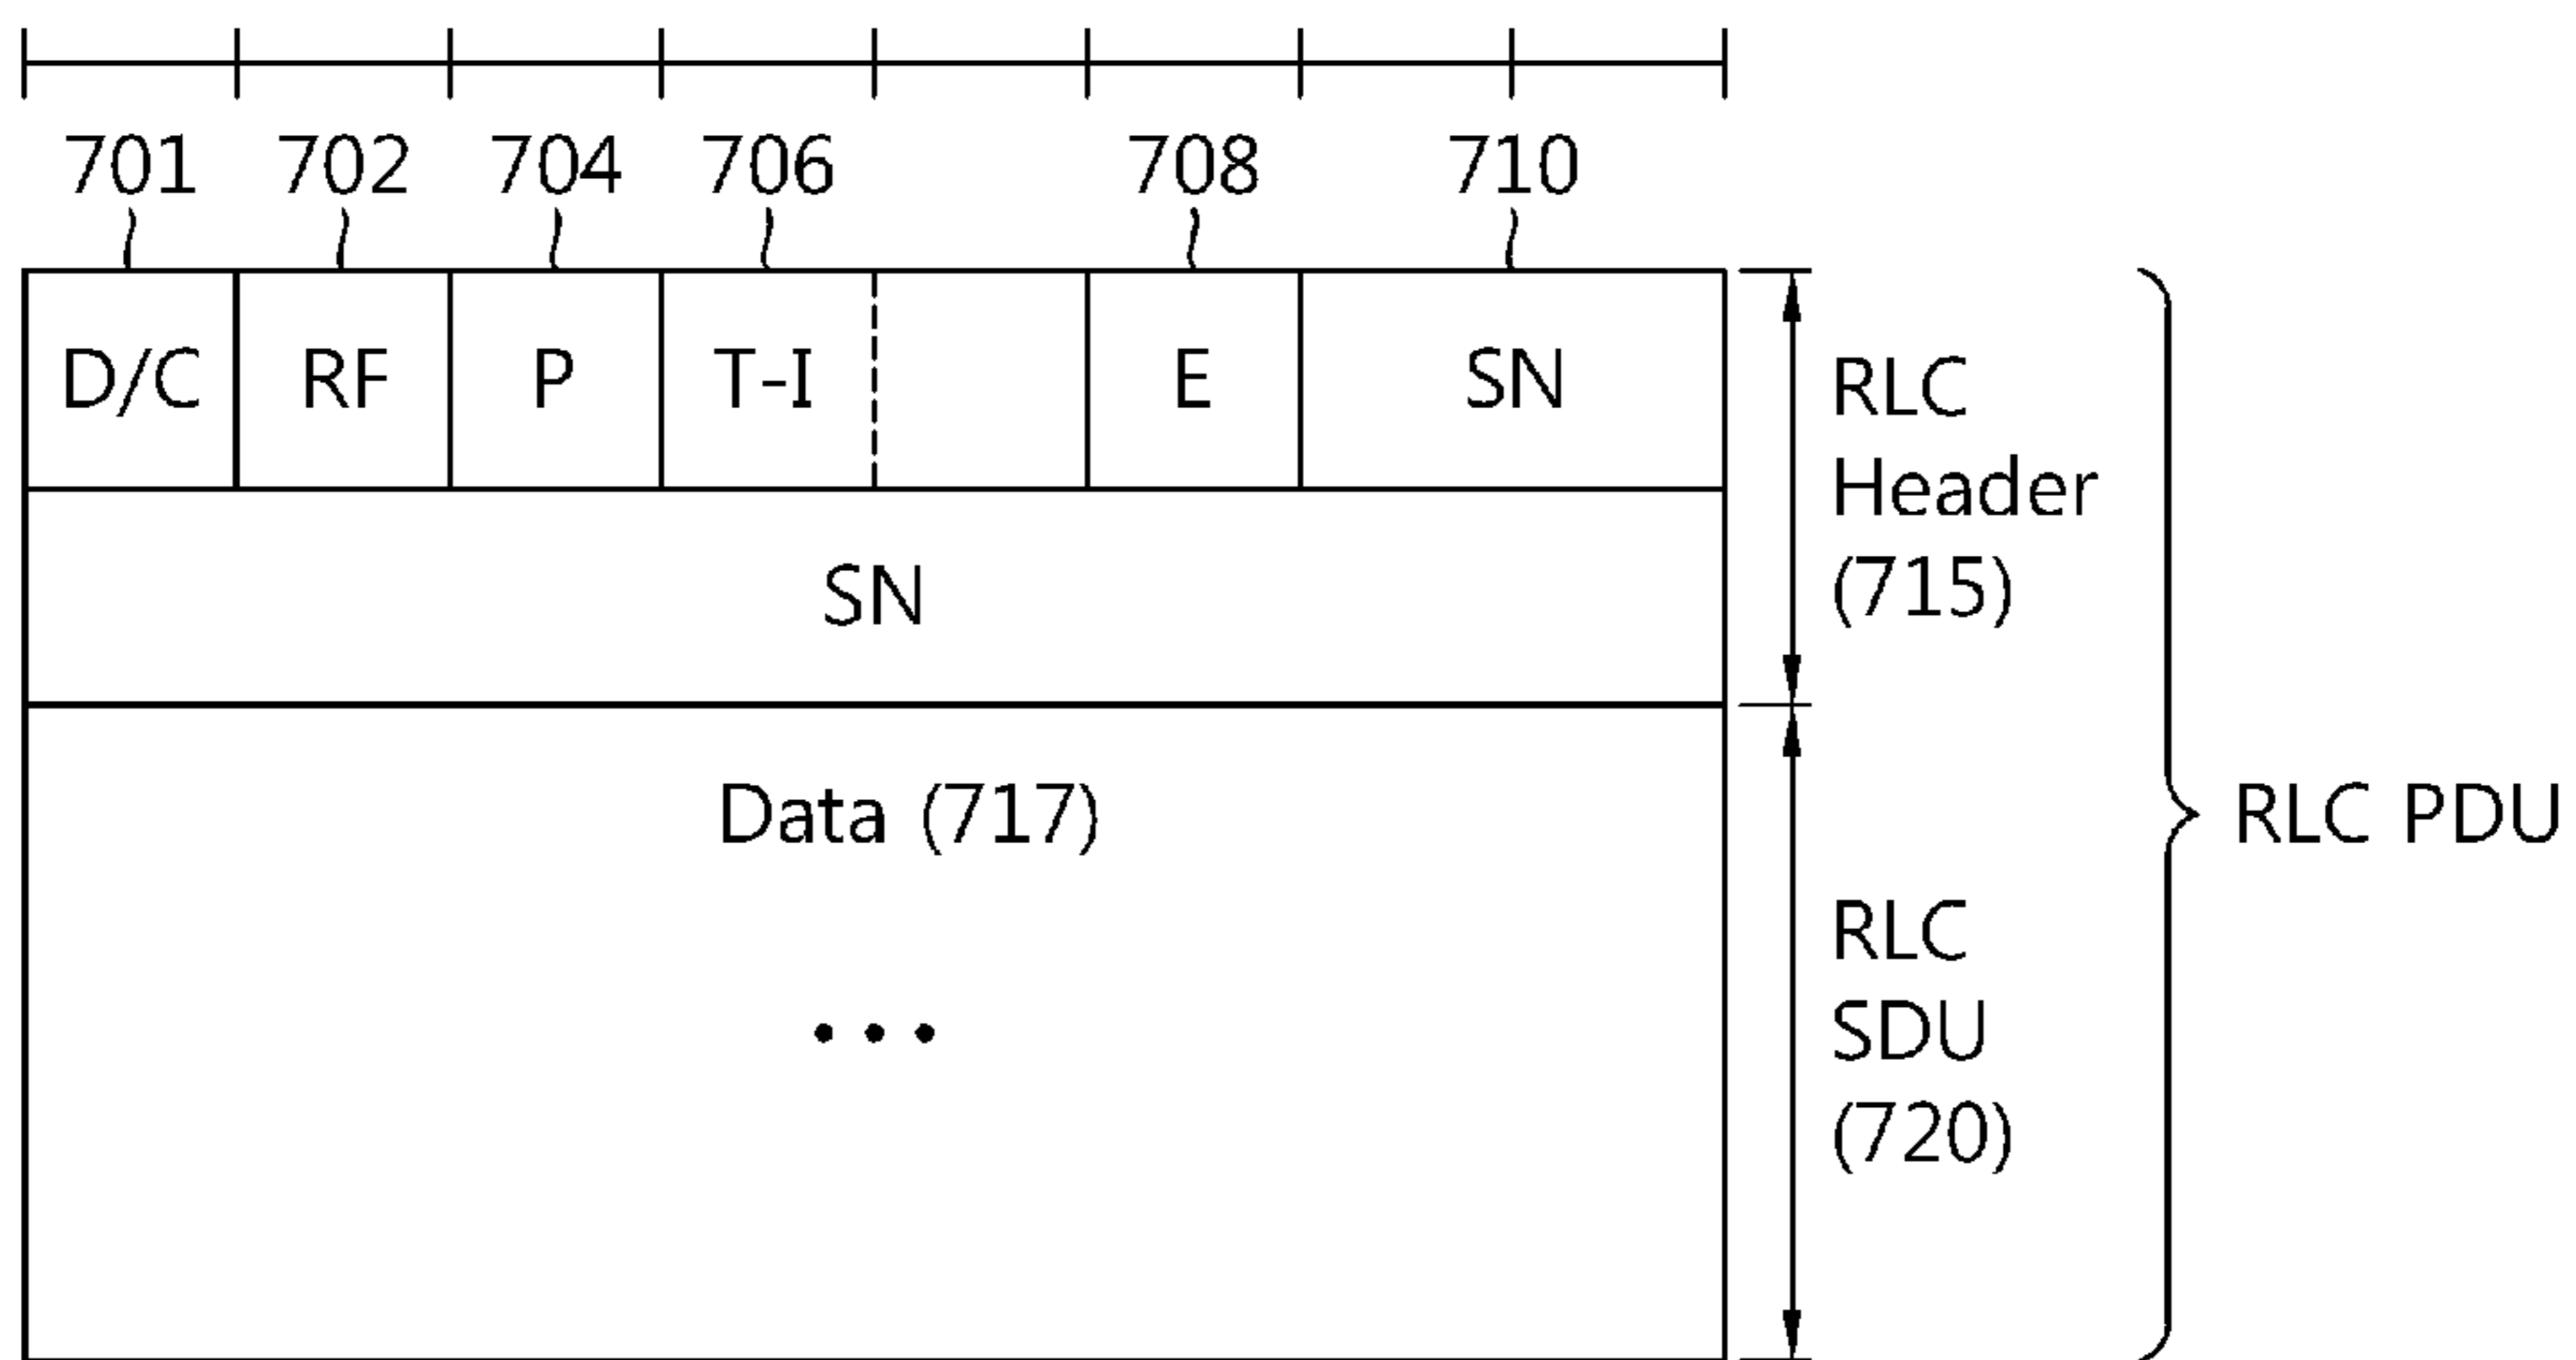 701 702 704 706 708 710
D/C RF P T-I E SN
SN
Data (717)
RLC
Header
(715)
RLC
SDU
(720)
RLC PDU